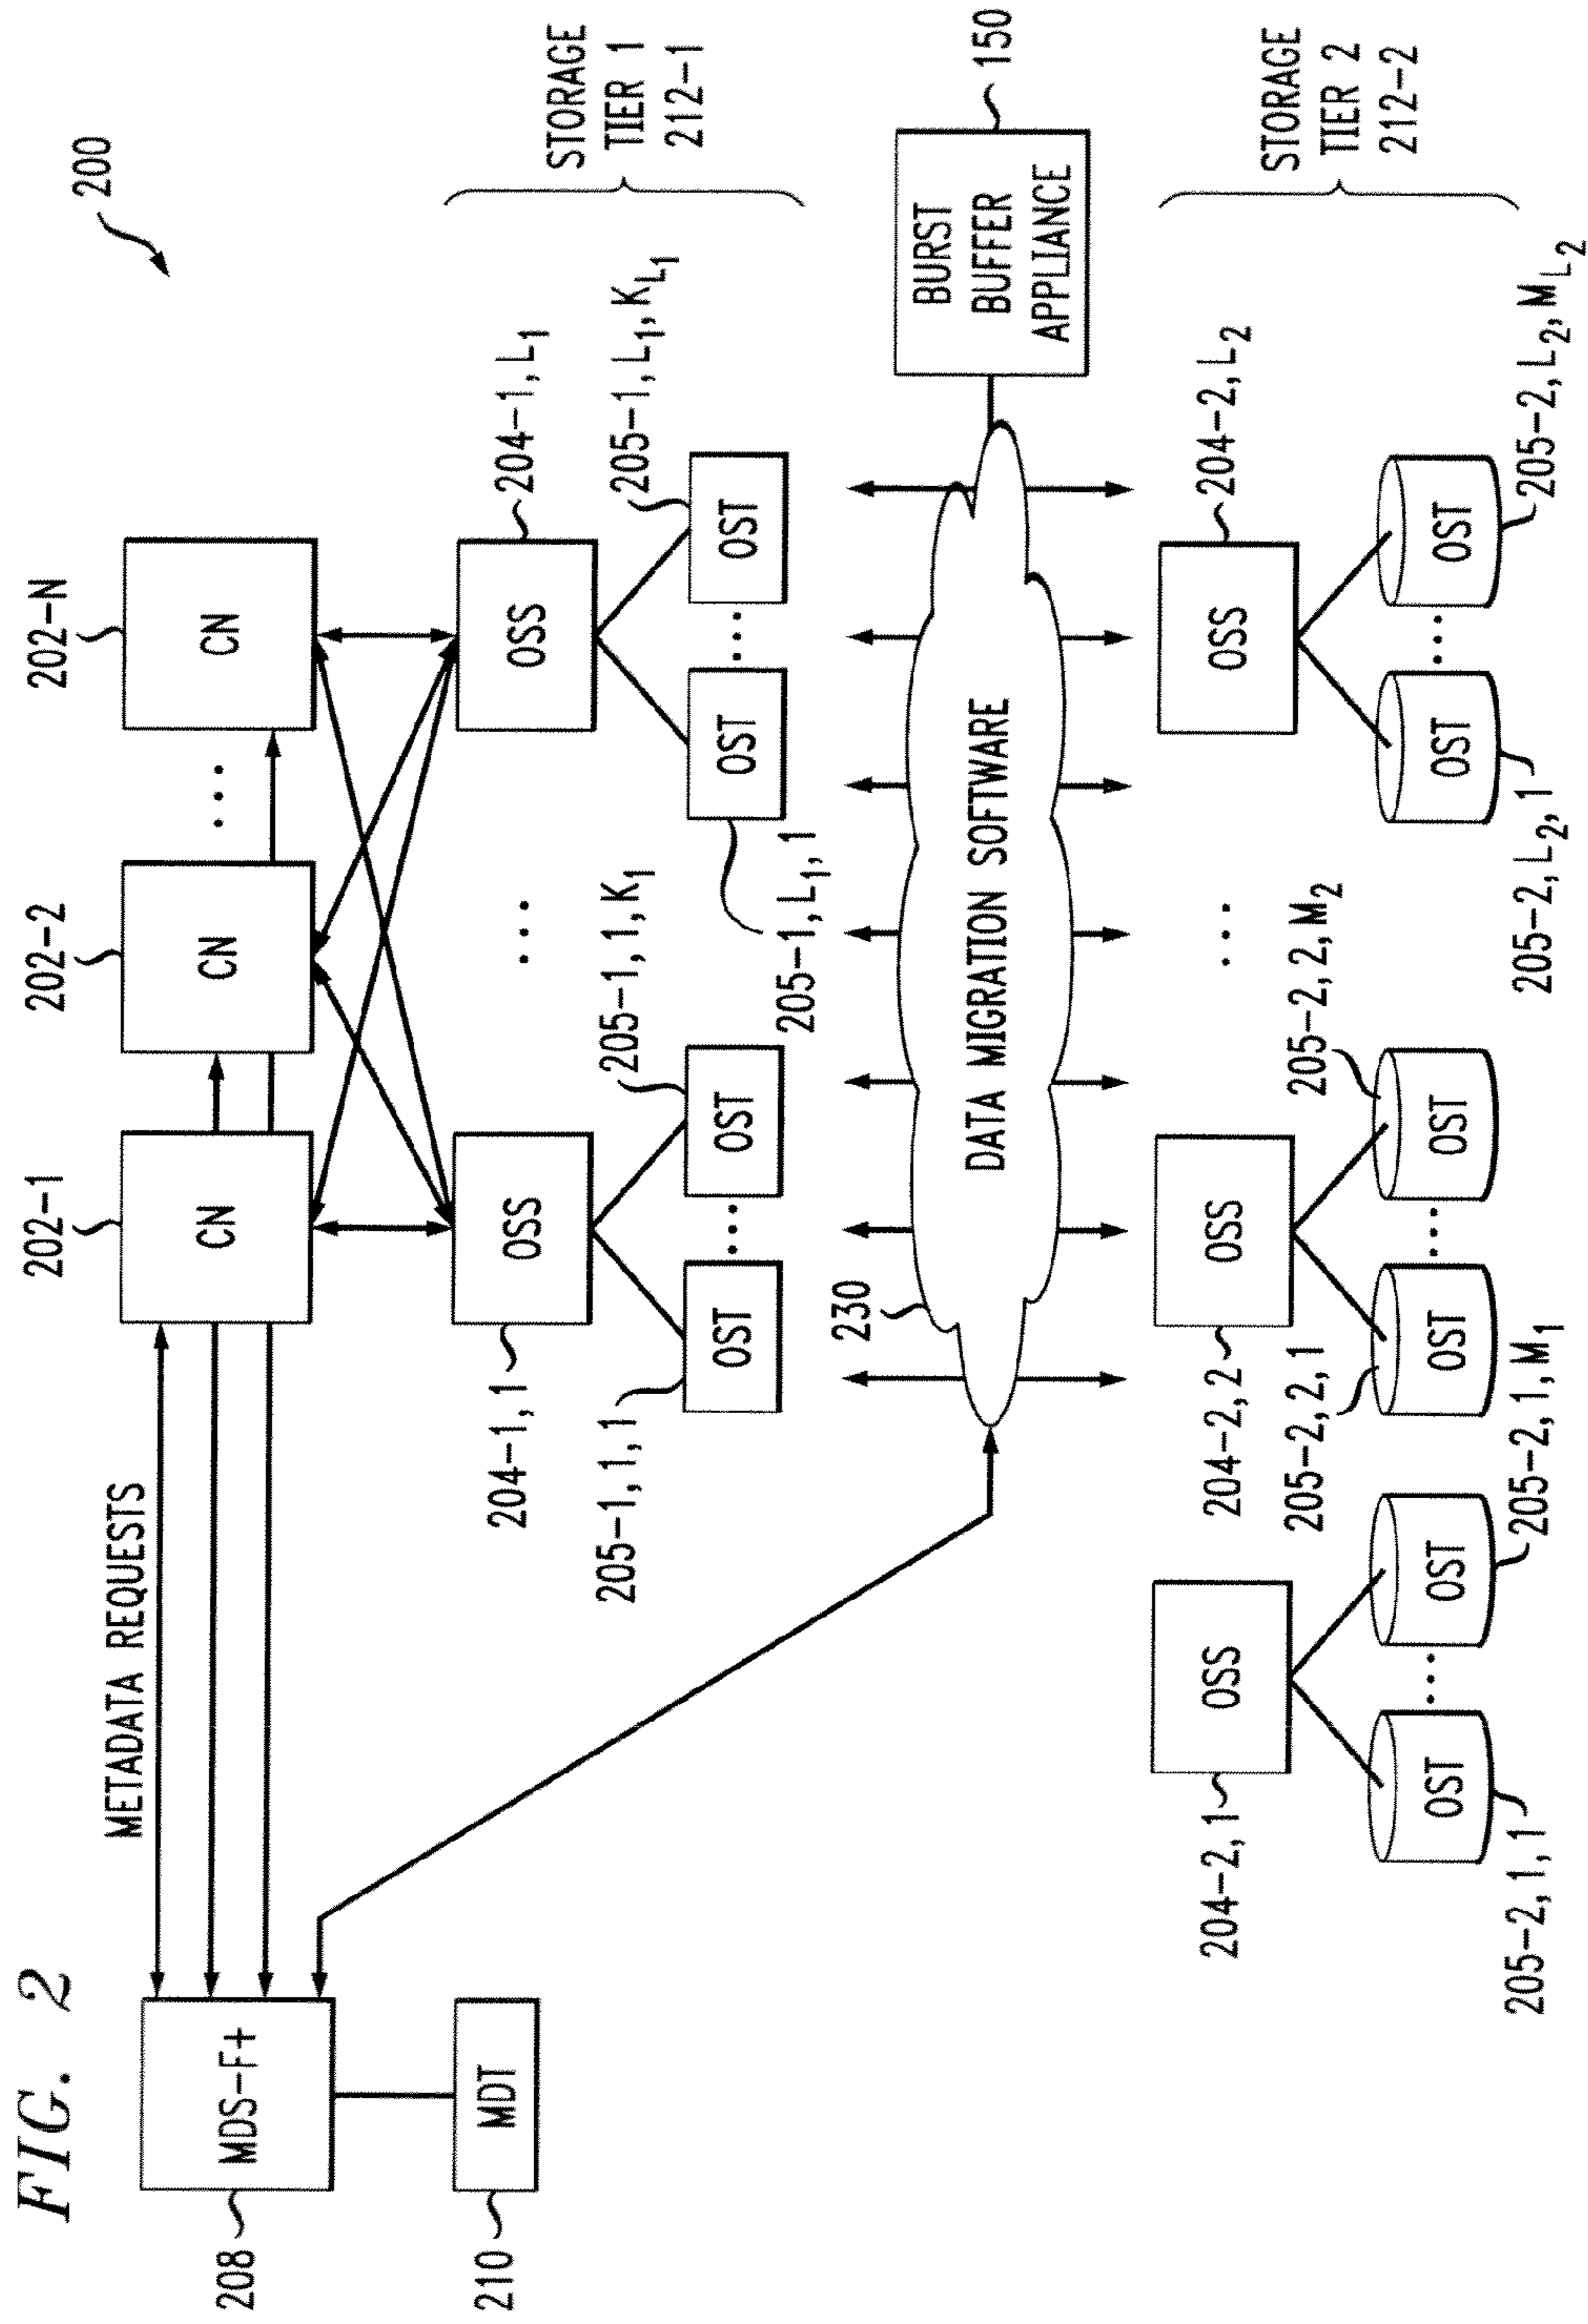 FIG. 2
200
METADATA REQUESTS
202-1
202-2
202-N
CN
CN
...
CN
MDS-F+
208
MDT
210
STORAGE
TIER 1
212-1
204-1,1
OSS
...
OSS
204-1,L₁
205-1,1,1
OST
...
OST
205-1,1,K₁
205-1,L₁,1
OST
...
OST
205-1,L₁,K_L₁
230
DATA MIGRATION SOFTWARE
BURST
BUFFER
APPLIANCE
150
STORAGE
TIER 2
212-2
204-2,1
OSS
204-2,2
OSS
...
OSS
204-2,L₂
205-2,1,1
OST
...
OST
205-2,1,M₁
205-2,2,1
OST
...
OST
205-2,2,M₂
205-2,L₂,1
OST
...
OST
205-2,L₂,M_L₂